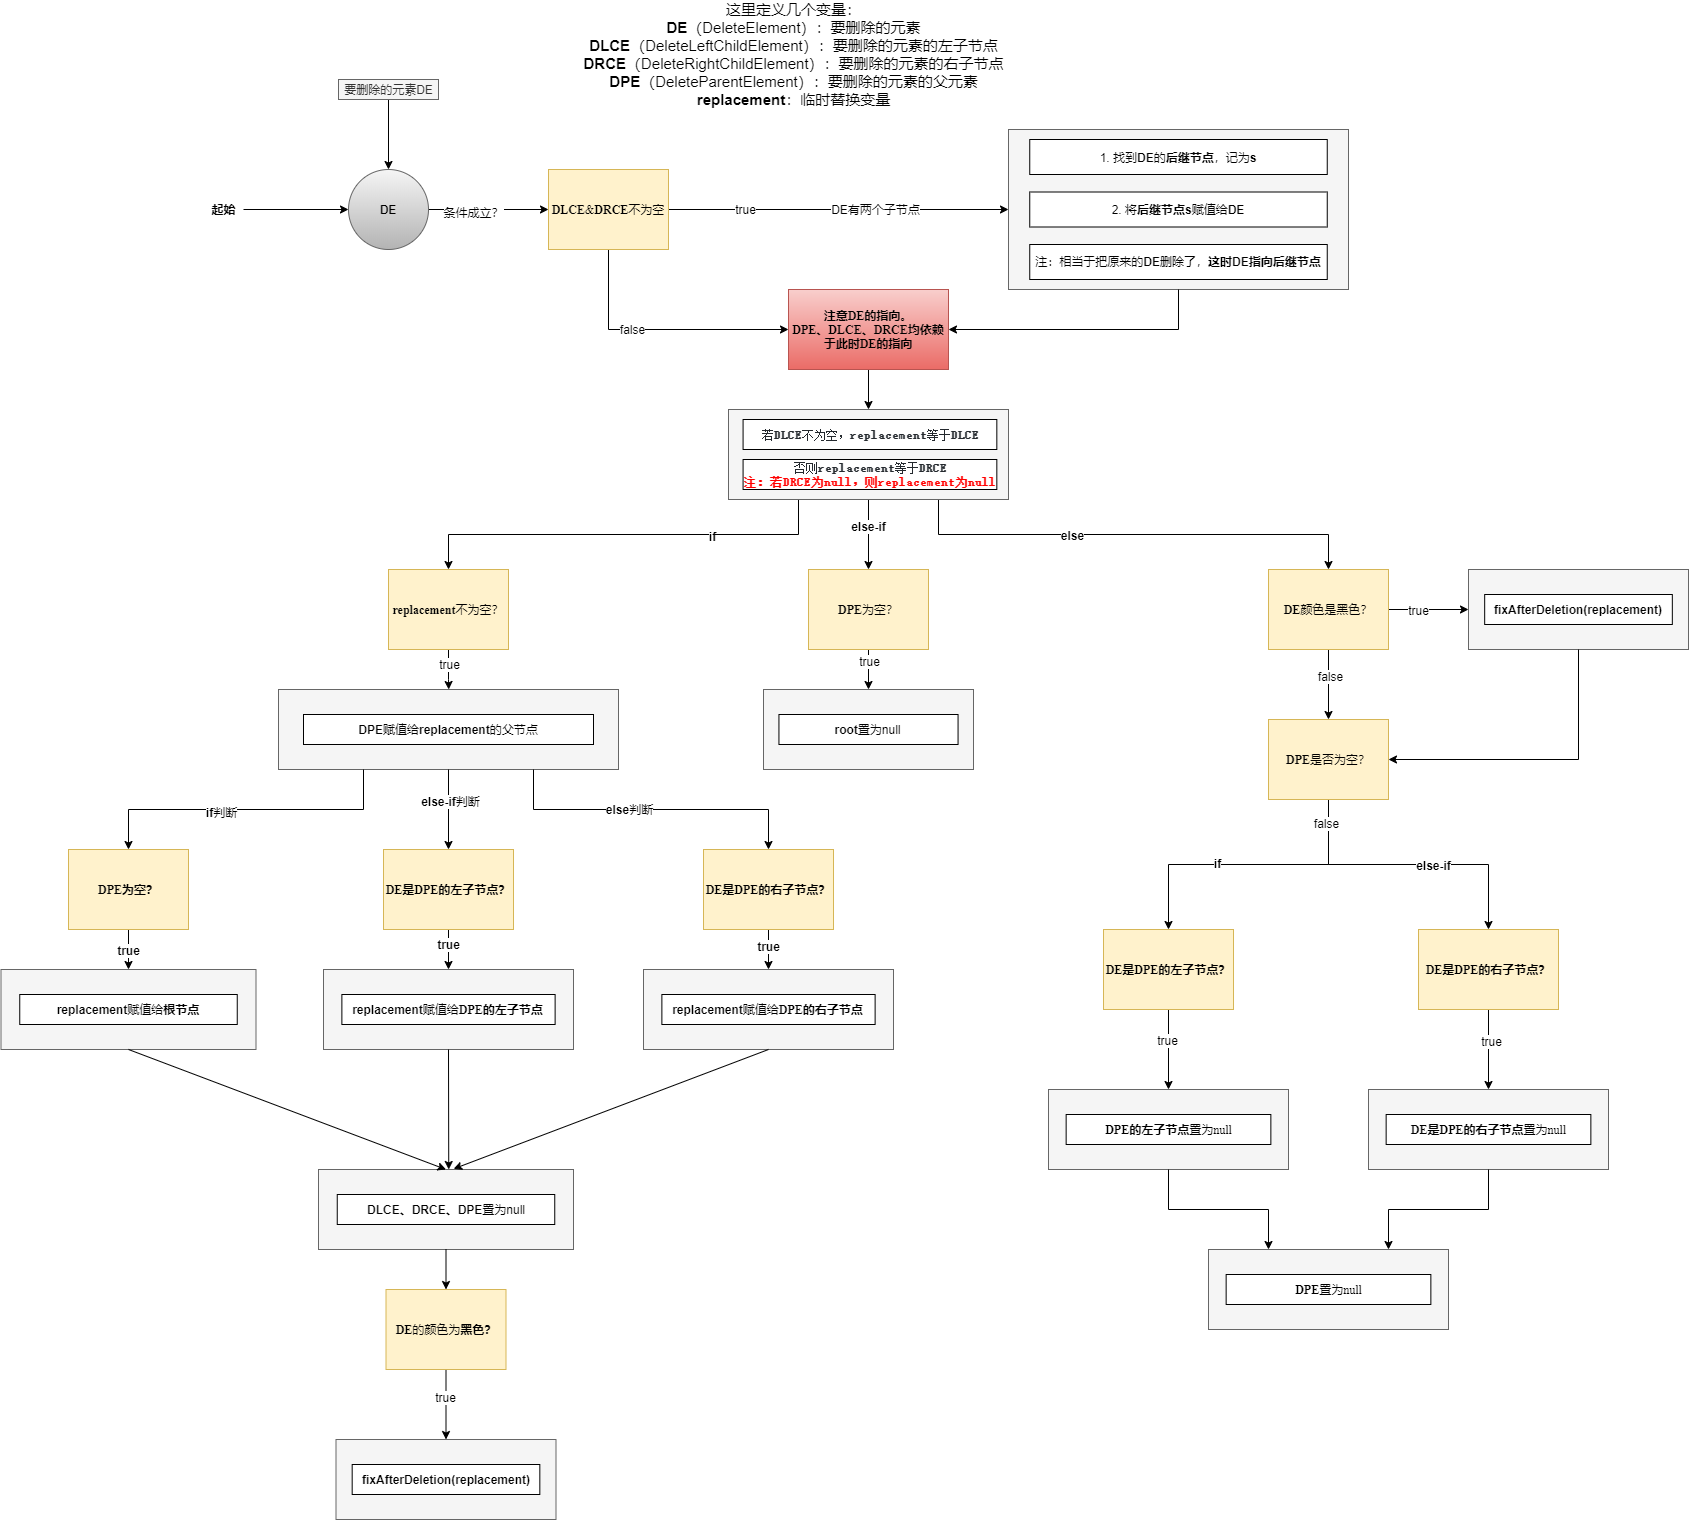 这里定义几个变量：
DE（DeleteElement）：要删除的元素
DLCE（DeleteLeftChildElement）：要删除的元素的左子节点
DRCE（DeleteRightChildElement）：要删除的元素的右子节点
DPE（DeleteParentElement）：要删除的元素的父元素
replacement：临时替换变量
要删除的元素DE
起始
DE
条件成立？
DLCE&DRCE不为空
true
DE有两个子节点
1. 找到DE的后继节点，记为s
2. 将后继节点s赋值给DE
注：相当于把原来的DE删除了，这时DE指向后继节点
false
注意DE的指向。
DPE、DLCE、DRCE均依赖
于此时DE的指向
若DLCE不为空，replacement等于DLCE
否则replacement等于DRCE
注：若DRCE为null，则replacement为null
if
else-if
else
replacement不为空？
DPE为空？
DE颜色是黑色？
true
fixAfterDeletion(replacement)
true
true
false
DPE赋值给replacement的父节点
root置为null
DPE是否为空？
if判断
else-if判断
else判断
false
if
else-if
DPE为空？
DE是DPE的左子节点？
DE是DPE的右子节点？
true
true
true
DE是DPE的左子节点？
DE是DPE的右子节点？
replacement赋值给根节点
replacement赋值给DPE的左子节点
replacement赋值给DPE的右子节点
true
true
DPE的左子节点置为null
DE是DPE的右子节点置为null
DLCE、DRCE、DPE置为null
DPE置为null
DE的颜色为黑色？
true
fixAfterDeletion(replacement)